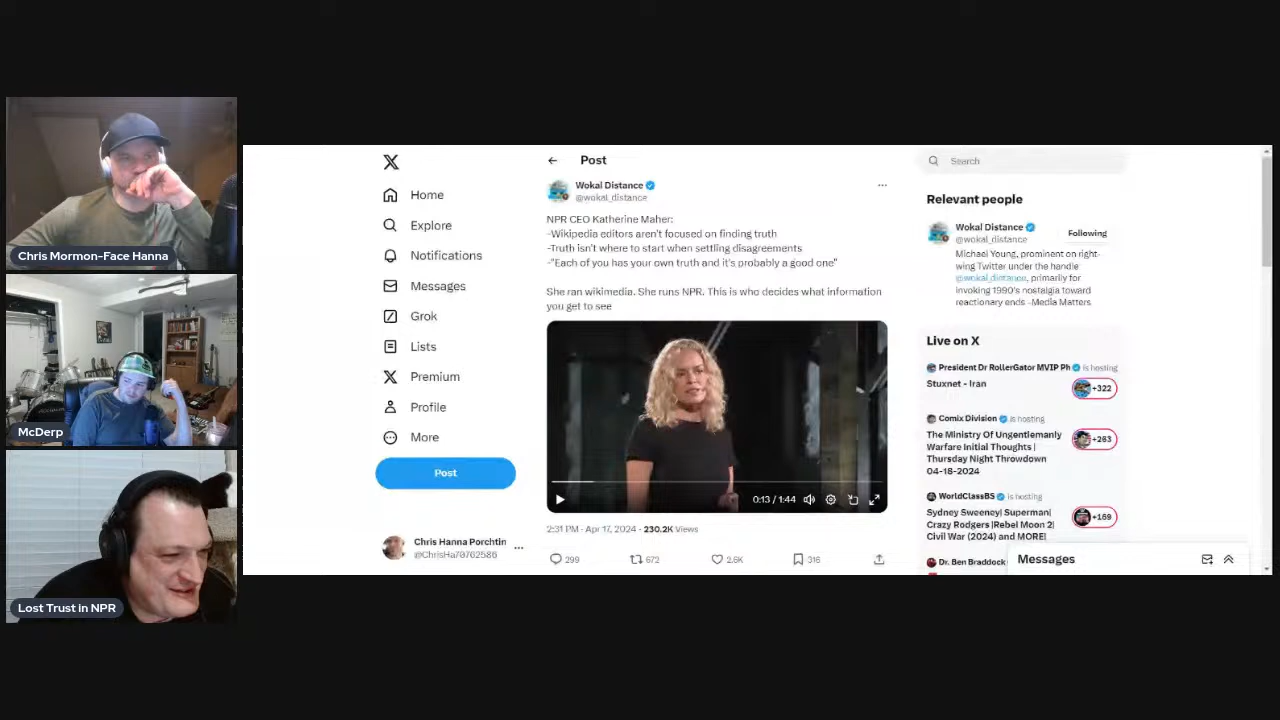 Chris Mormon-Face Hanna
McDerp
Lost Trust in NPR
Home
Explore
Notifications
Messages
Grok
Lists
Premium
Profile
More
Post
Chris Hanna Porchtin
@ChrisHa70702586
Post
Wokal Distance
@wokal_distance
NPR CEO Katherine Maher:
-Wikipedia editors aren't focused on finding truth
-Truth isn't where to start when settling disagreements
-"Each of you has your own truth and it's probably a good one"
She ran wikimedia. She runs NPR. This is who decides what information
you get to see
0:13 / 1:44
2:31 PM · Apr 17, 2024 · 230.2K Views
299
672
2.6K
316
Search
Relevant people
Wokal Distance
@wokal_distance
Following
Michael Young, prominent on right-
wing Twitter under the handle
@wokal_distance, primarily for
invoking 1990's nostalgia toward
reactionary ends -Media Matters
Live on X
President Dr RollerGator MVIP Ph is hosting
Stuxnet - Iran
+322
Comix Division is hosting
The Ministry Of Ungentlemanly
Warfare Initial Thoughts |
Thursday Night Throwdown
04-18-2024
+263
WorldClassBS is hosting
Sydney Sweeney| Superman|
Crazy Rodgers |Rebel Moon 2|
Civil War (2024) and MORE!
+169
Dr. Ben Braddock
Messages